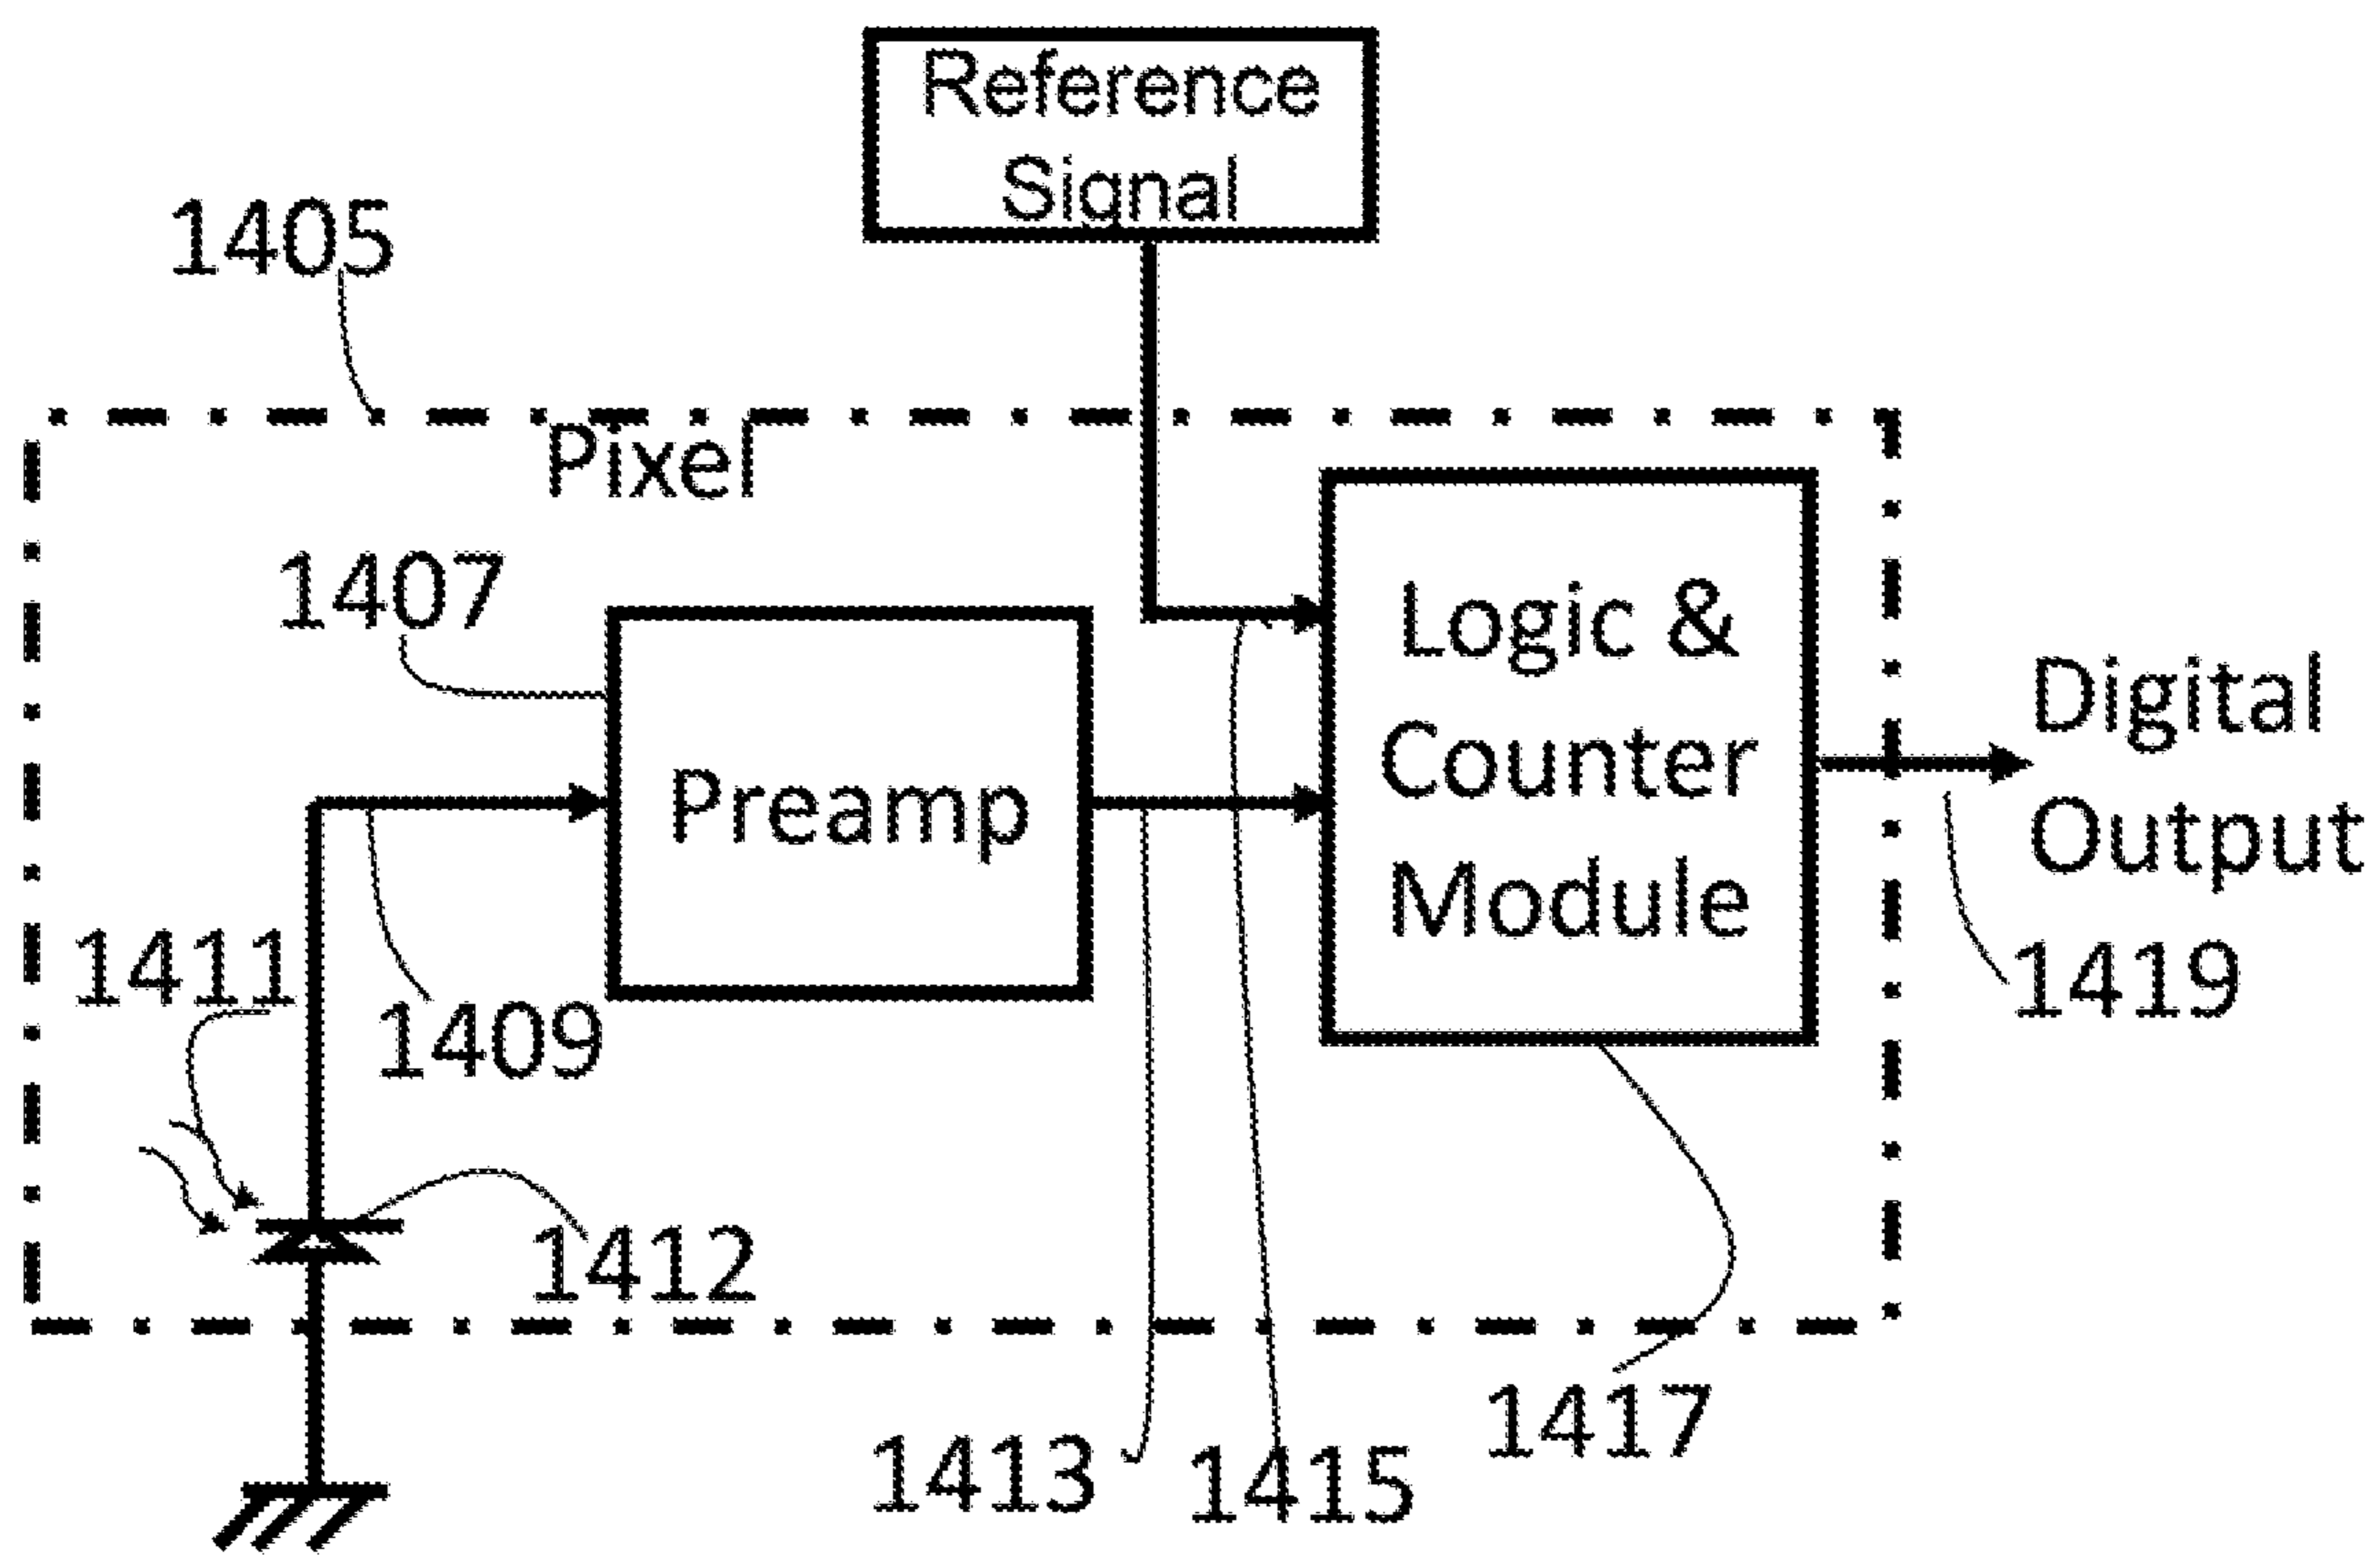 Reference
Signal
1405
Pixel
1407
Logic &
Counter
Module
Preamp
Digital
Output
1411
1409
1419
1412
1413
1415
1417